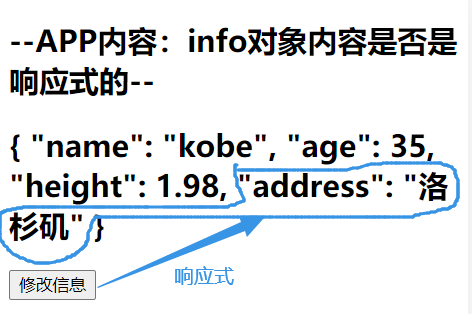 --APP内容：info对象内容是否是
响应式的--
{ "name": "kobe", "age": 35,
"height": 1.98, "address": "洛
杉矶" }
修改信息
响应式